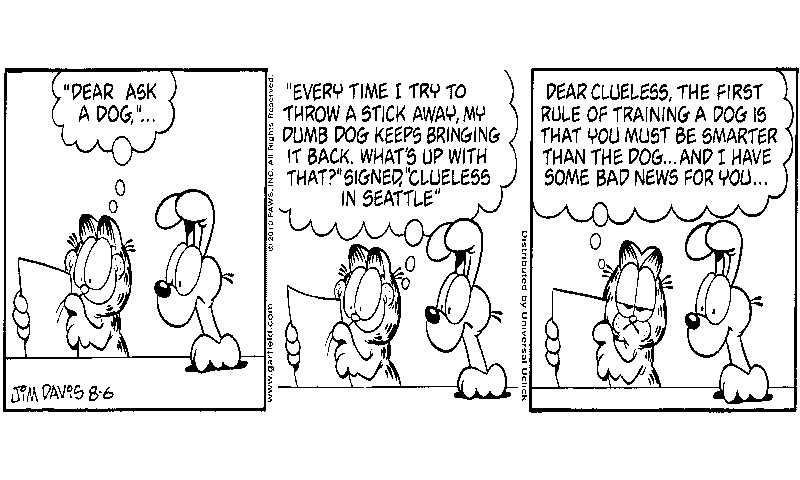 "DEAR ASK
A DOG,"...
JIM DAVIS 8-6
© 2010 PAWS, INC. All Rights Reserved.
www.garfield.com
"EVERY TIME I TRY TO
THROW A STICK AWAY, MY
DUMB DOG KEEPS BRINGING
IT BACK. WHAT'S UP WITH
THAT?" SIGNED, "CLUELESS
IN SEATTLE"
Distributed by Universal Uclick
DEAR CLUELESS, THE FIRST
RULE OF TRAINING A DOG IS
THAT YOU MUST BE SMARTER
THAN THE DOG...AND I HAVE
SOME BAD NEWS FOR YOU...